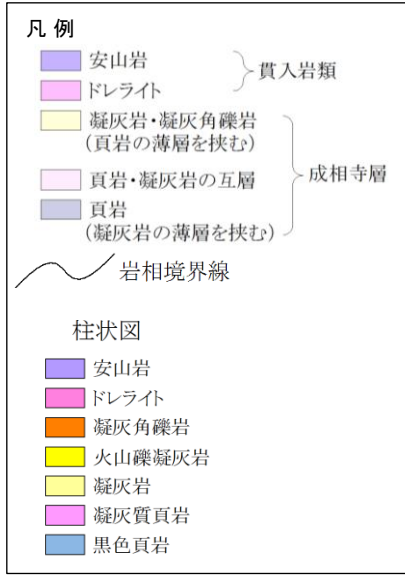 凡 例
安山岩
ドレライト
貫入岩類
凝灰岩・凝灰角礫岩
(頁岩の薄層を挟む)
頁岩・凝灰岩の互層
頁岩
(凝灰岩の薄層を挟む)
成相寺層
岩相境界線
柱状図
安山岩
ドレライト
凝灰角礫岩
火山礫凝灰岩
凝灰岩
凝灰質頁岩
黒色頁岩